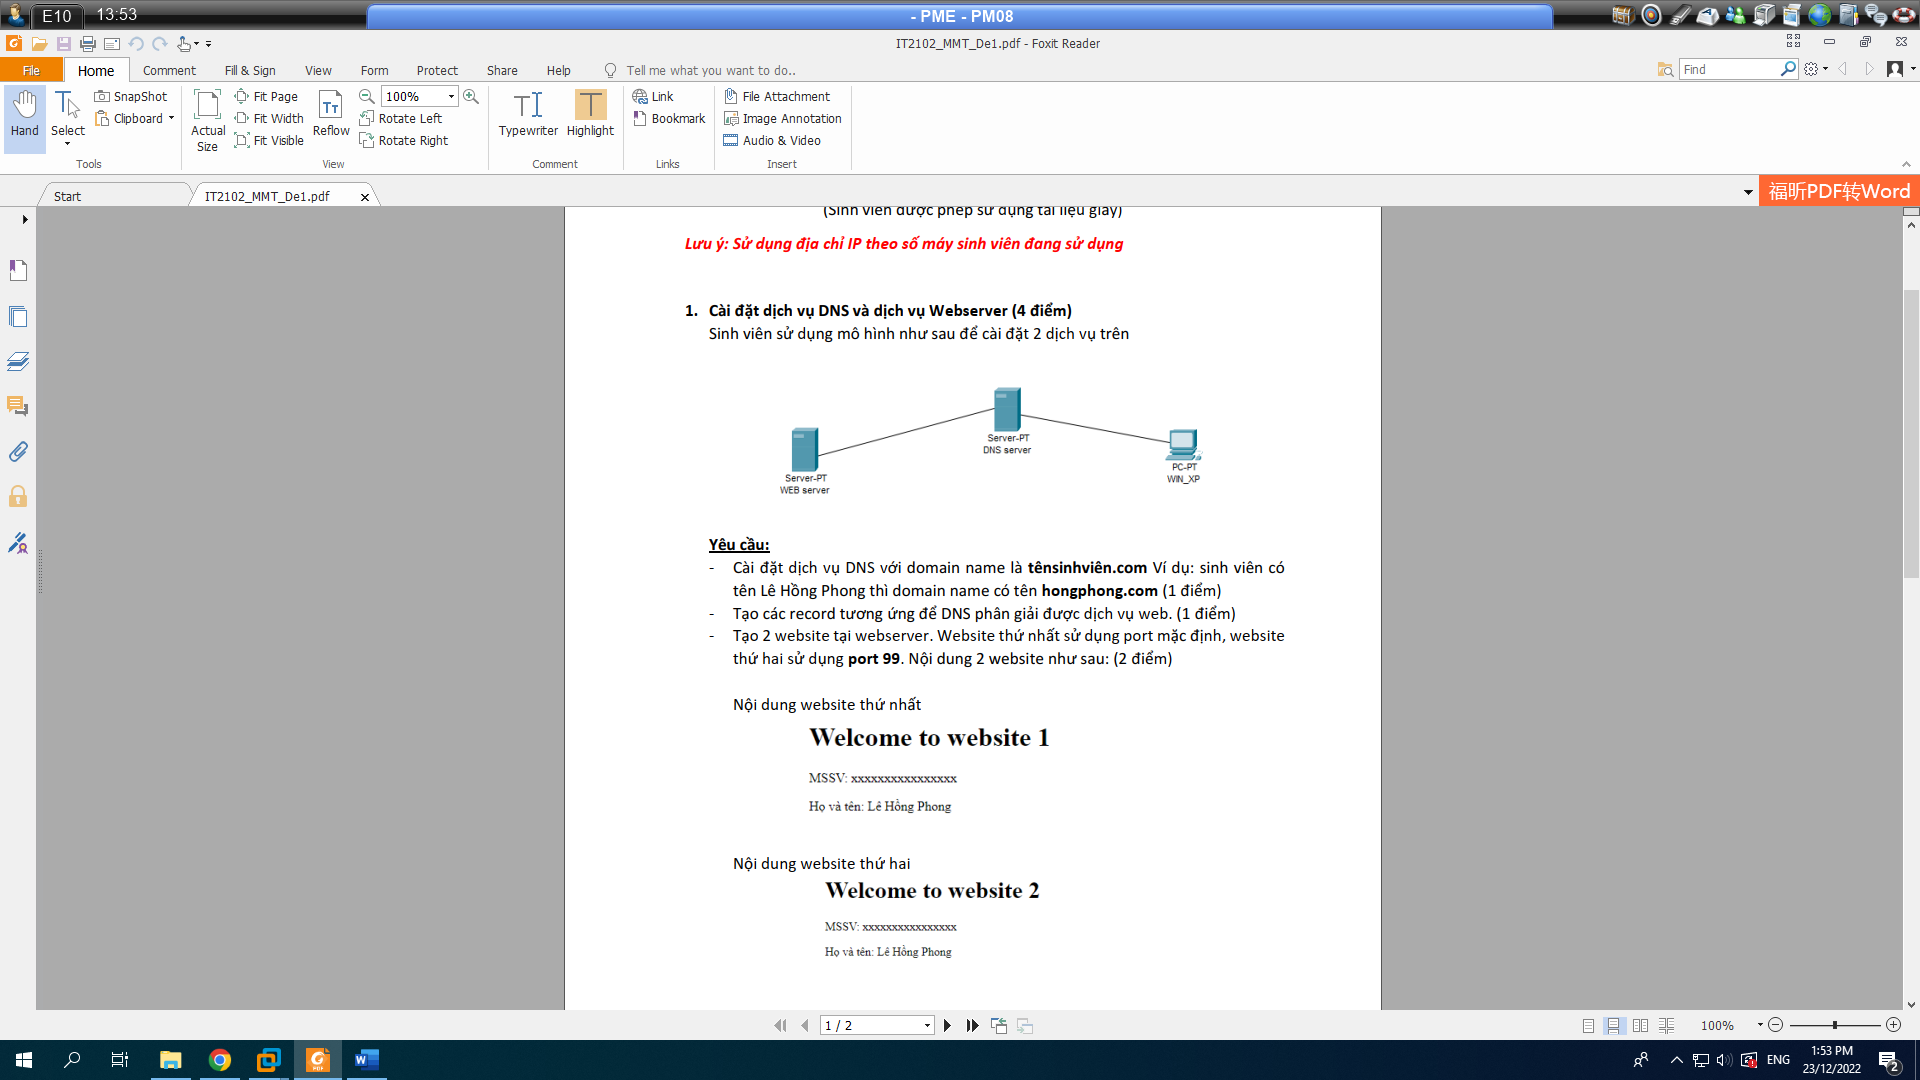 E10 13:53 - PME - PM08
IT2102_MMT_De1.pdf - Foxit Reader
File Home Comment Fill & Sign View Form Protect Share Help Tell me what you want to do.. Find
Hand Select SnapShot Clipboard
Tools
Actual Size Fit Page Fit Width Fit Visible Reflow 100% Rotate Left Rotate Right
View
Typewriter Highlight
Comment
Link Bookmark
Links
File Attachment Image Annotation Audio & Video
Insert
Start IT2102_MMT_De1.pdf 福昕PDF转Word
(Sinh viên được phép sử dụng tài liệu giấy)
Lưu ý: Sử dụng địa chỉ IP theo số máy sinh viên đang sử dụng
1. Cài đặt dịch vụ DNS và dịch vụ Webserver (4 điểm)
Sinh viên sử dụng mô hình như sau để cài đặt 2 dịch vụ trên
Server-PT
DNS server
PC-PT
WIN_XP
Server-PT
WEB server
Yêu cầu:
- Cài đặt dịch vụ DNS với domain name là tênsinhviên.com Ví dụ: sinh viên có
tên Lê Hồng Phong thì domain name có tên hongphong.com (1 điểm)
- Tạo các record tương ứng để DNS phân giải được dịch vụ web. (1 điểm)
- Tạo 2 website tại webserver. Website thứ nhất sử dụng port mặc định, website
thứ hai sử dụng port 99. Nội dung 2 website như sau: (2 điểm)
Nội dung website thứ nhất
Welcome to website 1
MSSV: xxxxxxxxxxxxxxxx
Họ và tên: Lê Hồng Phong
Nội dung website thứ hai
Welcome to website 2
MSSV: xxxxxxxxxxxxxxxx
Họ và tên: Lê Hồng Phong
1 / 2 100%
ENG 1:53 PM
23/12/2022 2